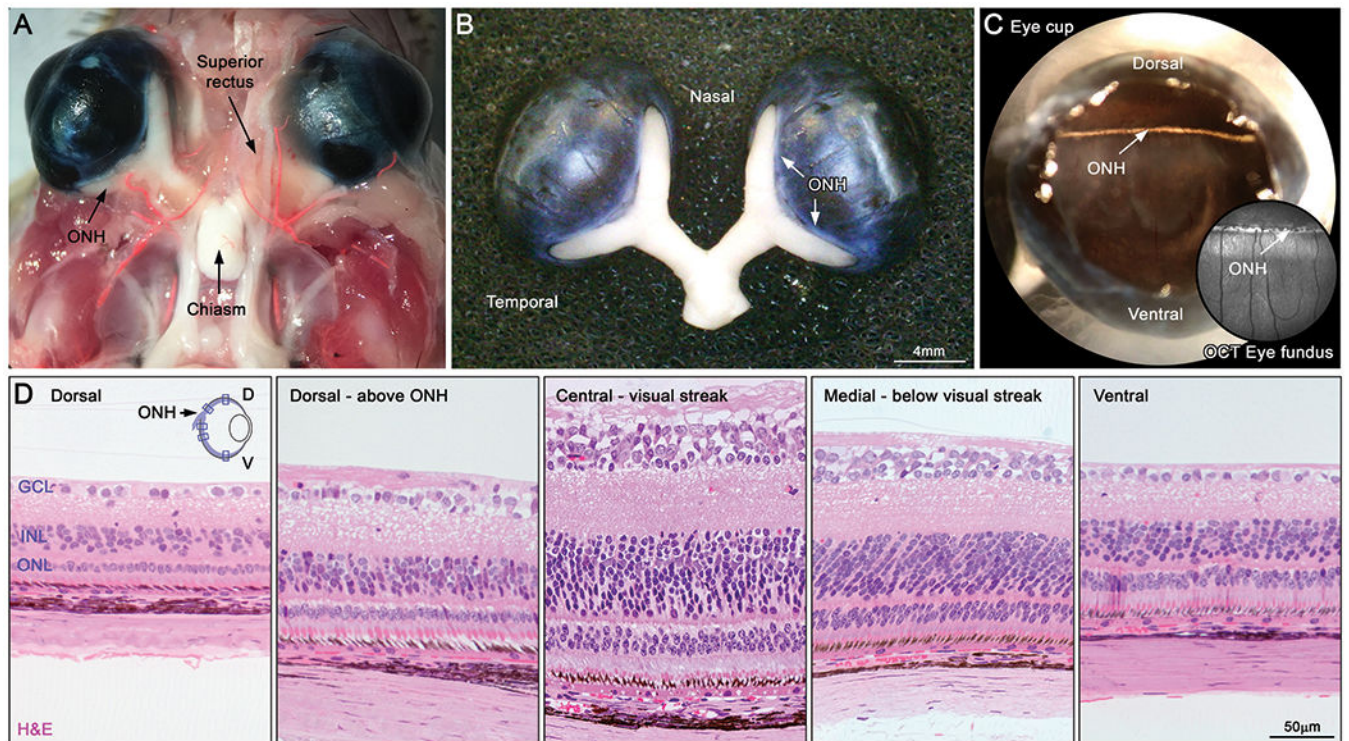 A
Superior
rectus
ONH
Chiasm
B
Nasal
ONH
Temporal
4mm
C Eye cup
Dorsal
ONH
Ventral
ONH
OCT Eye fundus
D Dorsal
ONH
D
V
GCL
INL
ONL
H&E
Dorsal - above ONH
Central - visual streak
Medial - below visual streak
Ventral
50μm